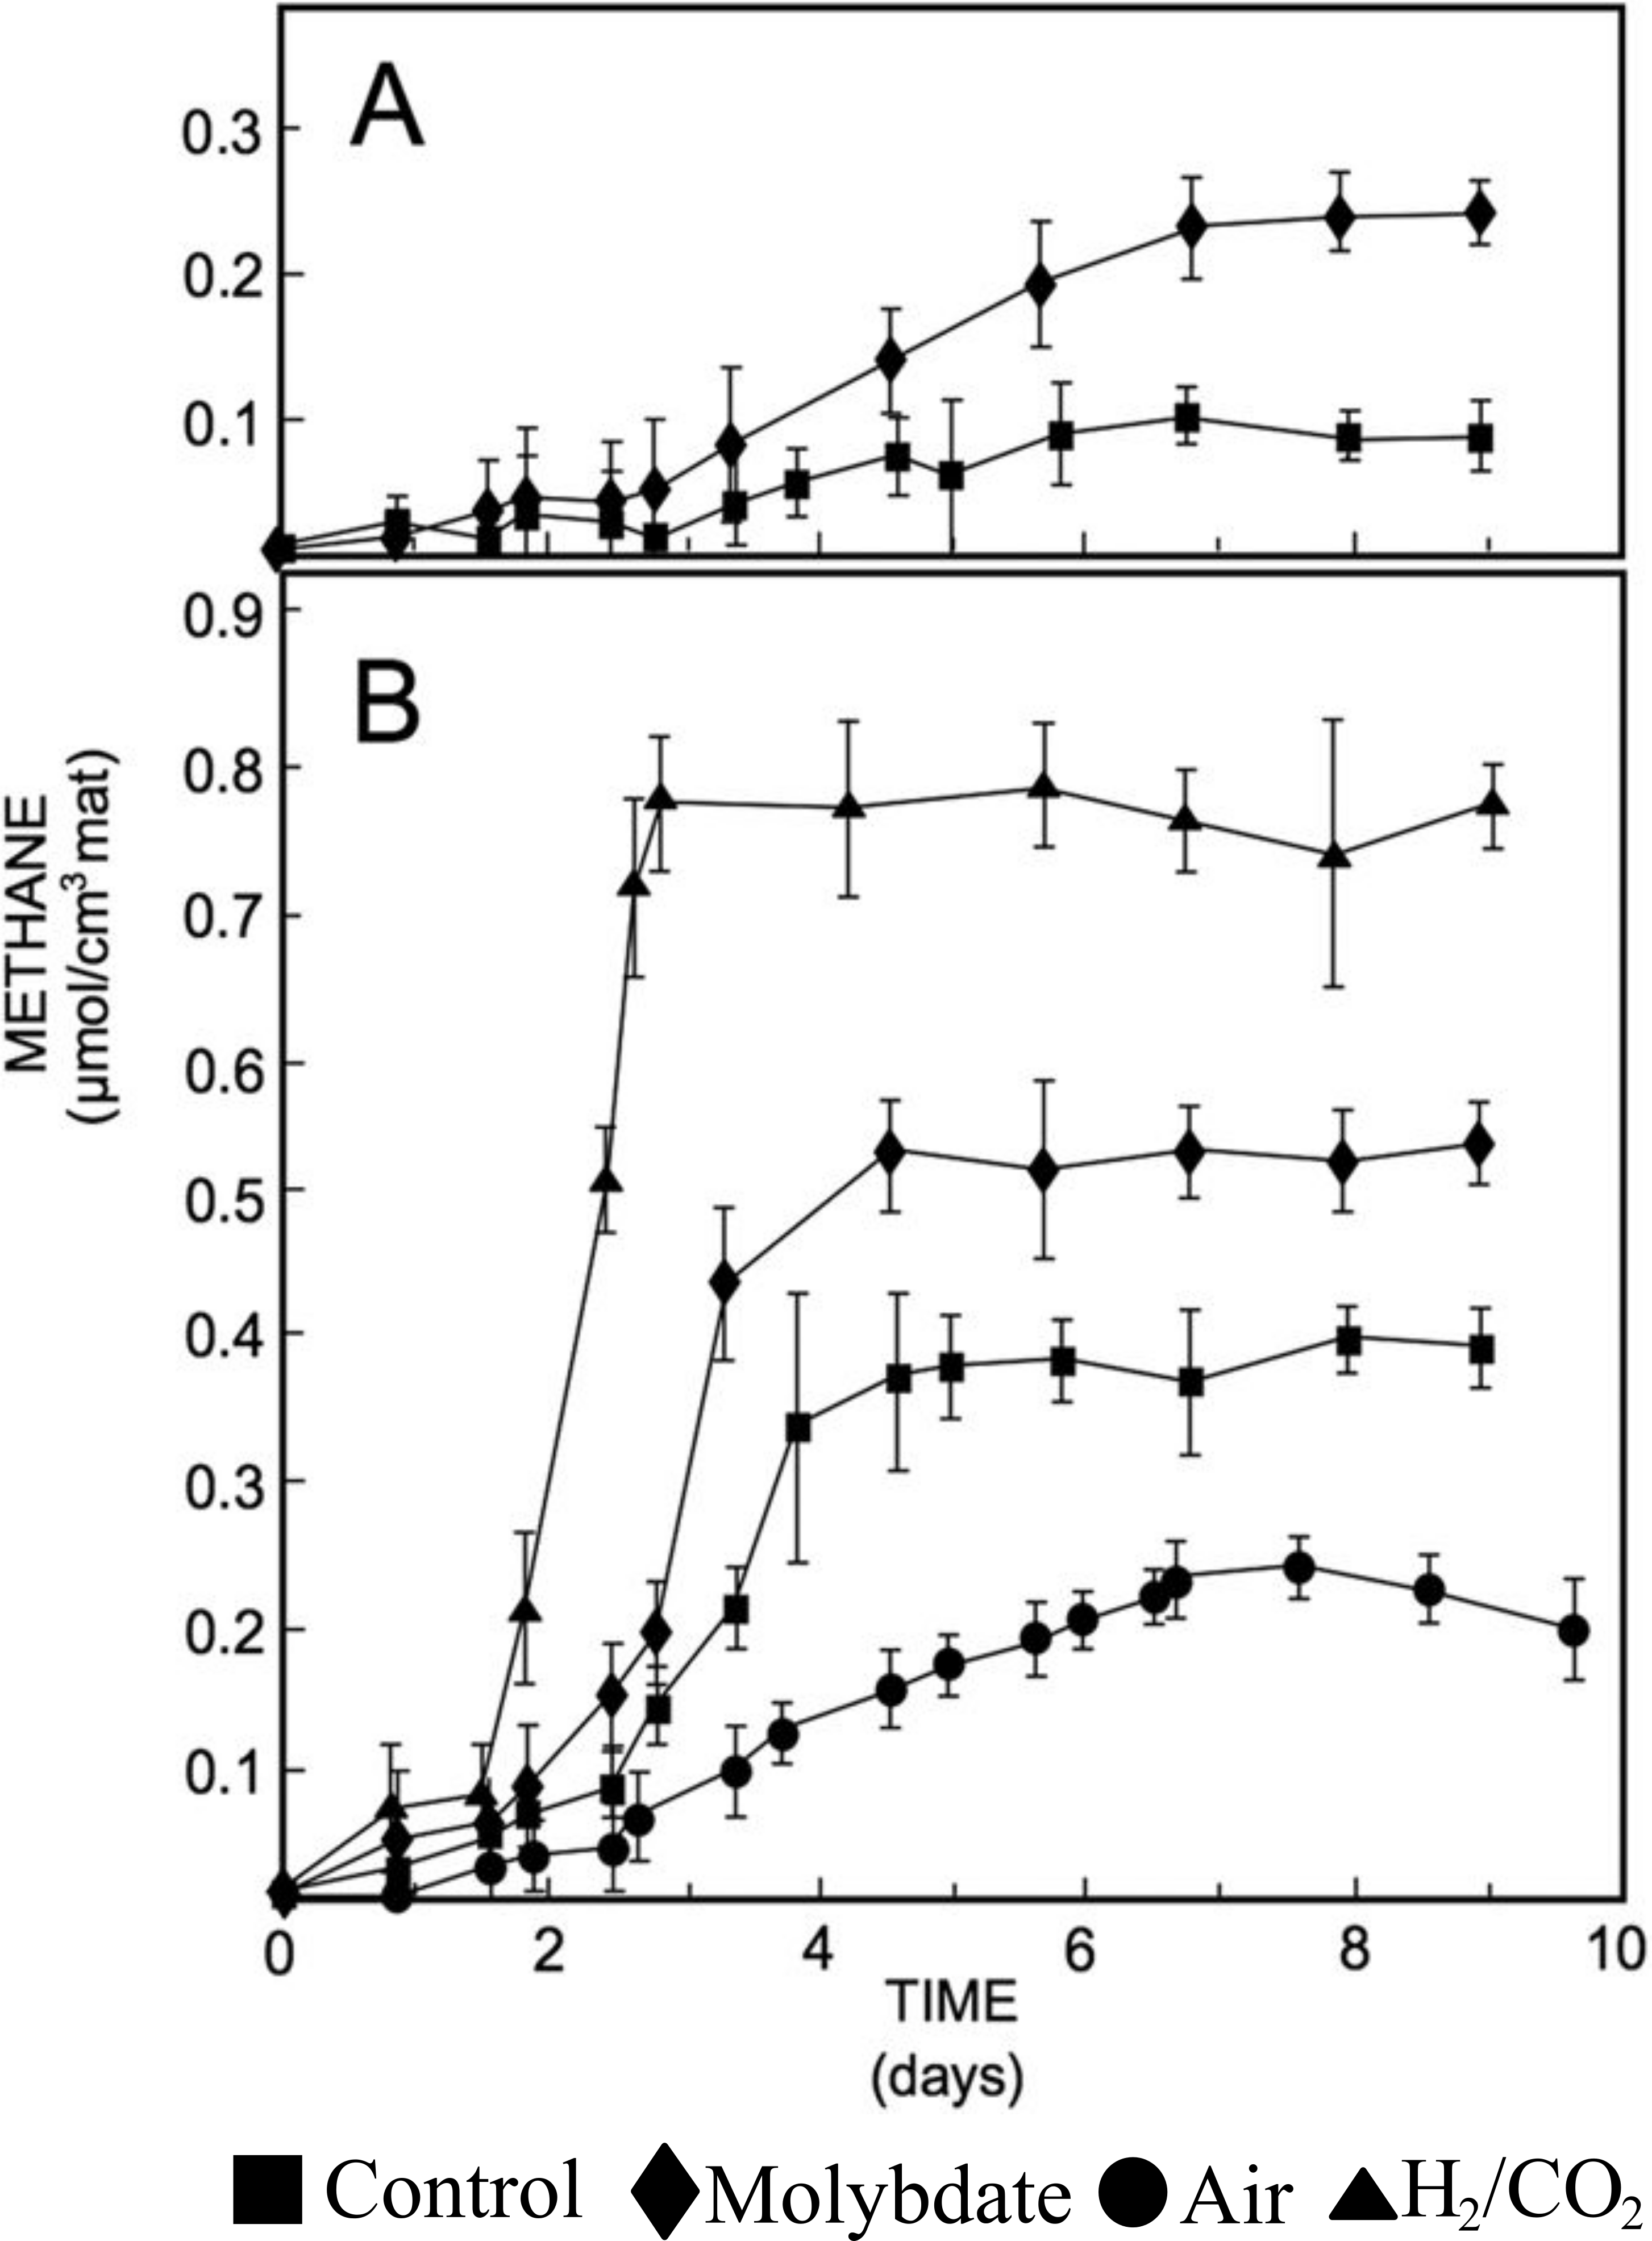 A
0.3
0.2
0.1
B
0.9
0.8
0.7
0.6
0.5
0.4
0.3
0.2
0.1
METHANE
(μmol/cm³ mat)
0 2 4 6 8 10
TIME
(days)
Control Molybdate Air H₂/CO₂